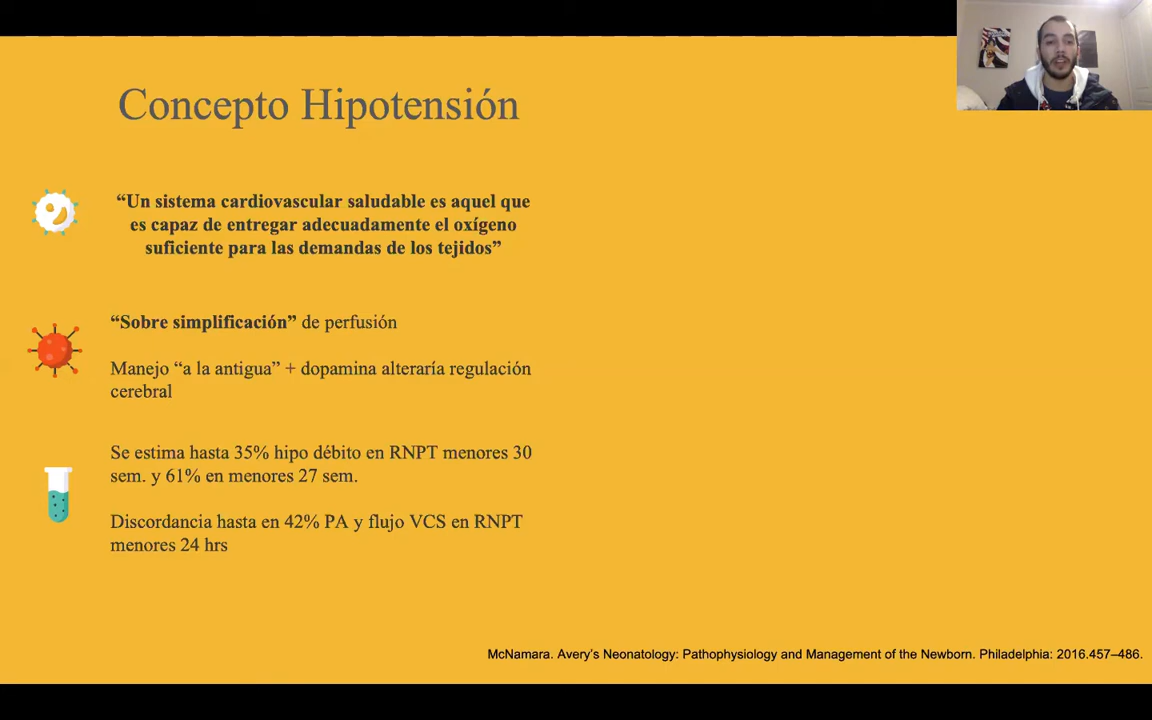 Concepto Hipotensión
“Un sistema cardiovascular saludable es aquel que
es capaz de entregar adecuadamente el oxígeno
suficiente para las demandas de los tejidos”
“Sobre simplificación” de perfusión
Manejo “a la antigua” + dopamina alteraría regulación
cerebral
Se estima hasta 35% hipo débito en RNPT menores 30
sem. y 61% en menores 27 sem.
Discordancia hasta en 42% PA y flujo VCS en RNPT
menores 24 hrs
McNamara. Avery’s Neonatology: Pathophysiology and Management of the Newborn. Philadelphia: 2016.457–486.